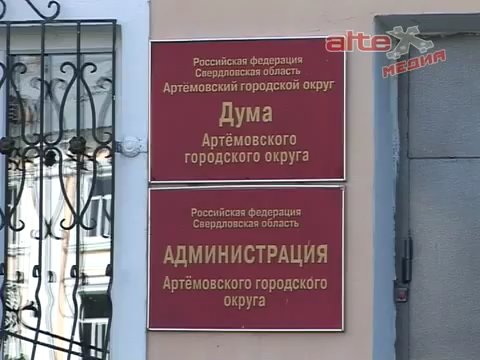 altex
МЕДИА
Российская федерация
Свердловская область
Артёмовский городской округ
Дума
Артёмовского
городского округа
Российская федерация
Свердловская область
АДМИНИСТРАЦИЯ
Артёмовского городского
округа